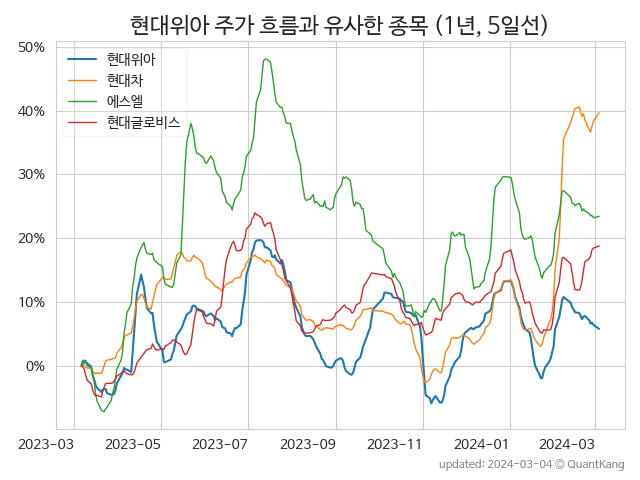 현대위아 주가 흐름과 유사한 종목 (1년, 5일선)
50%
40%
30%
20%
10%
0%
현대위아
현대차
에스엘
현대글로비스
2023-03 2023-05 2023-07 2023-09 2023-11 2024-01 2024-03
updated: 2024-03-04 © QuantKang